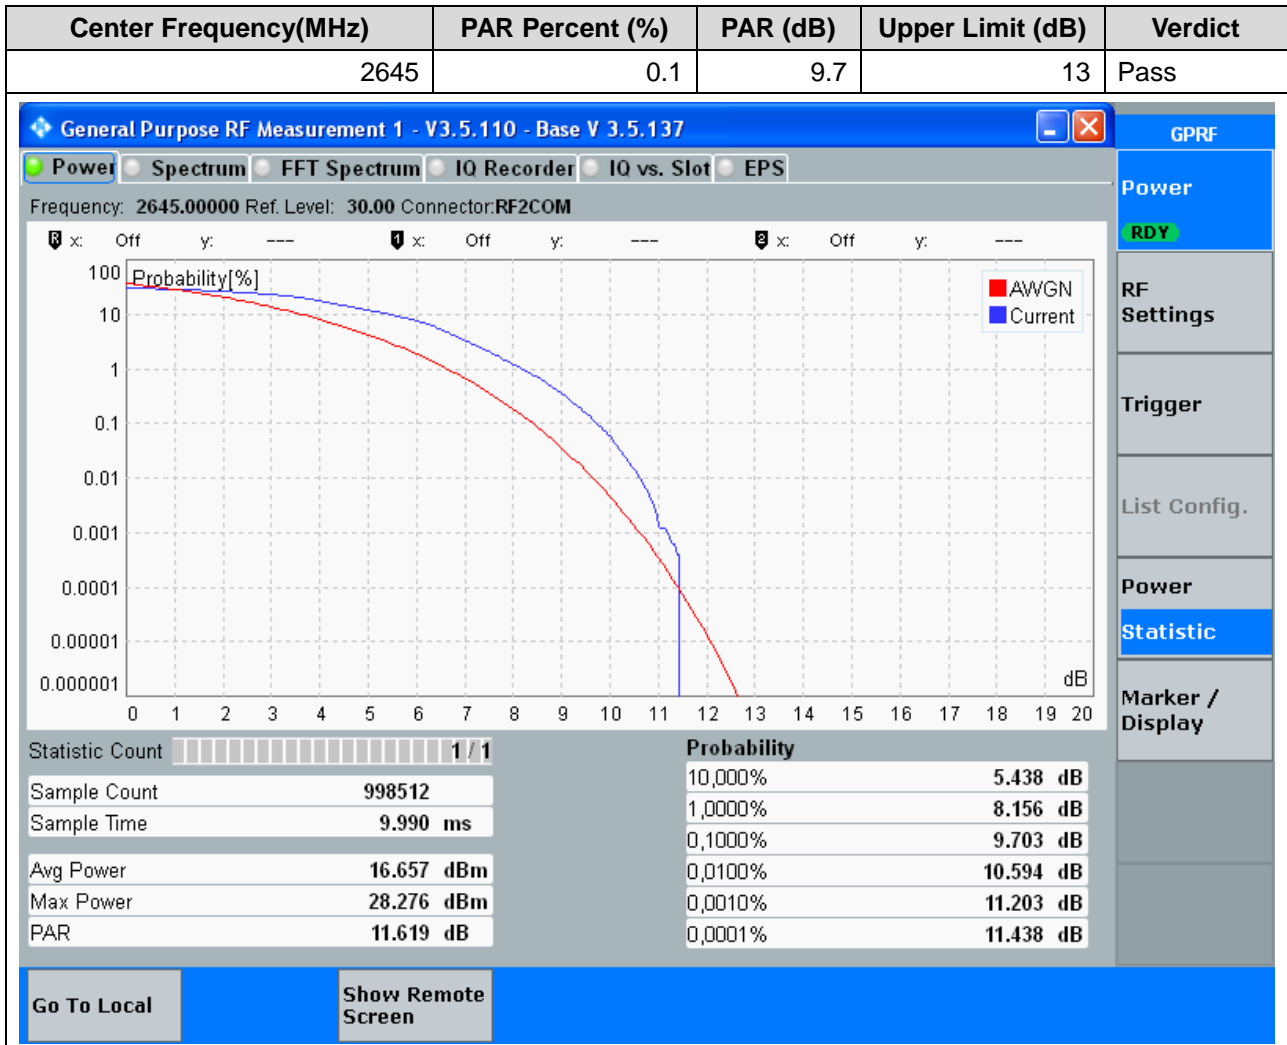 Center Frequency(MHz) PAR Percent (%) PAR (dB) Upper Limit (dB) Verdict
2645 0.1 9.7 13 Pass
General Purpose RF Measurement 1 - V3.5.110 - Base V 3.5.137
GPRF
Power Spectrum FFT Spectrum IQ Recorder IQ vs. Slot EPS
Frequency: 2645.00000 Ref. Level: 30.00 Connector:RF2COM
R x: Off y: --- 1 x: Off y: --- 2 x: Off y: ---
Probability[%]
100
10
1
0.1
0.01
0.001
0.0001
0.00001
0.000001
AWGN
Current
dB
0 1 2 3 4 5 6 7 8 9 10 11 12 13 14 15 16 17 18 19 20
Statistic Count 1 / 1
Sample Count 998512
Sample Time 9.990 ms
Avg Power 16.657 dBm
Max Power 28.276 dBm
PAR 11.619 dB
Probability
10,000% 5.438 dB
1,0000% 8.156 dB
0,1000% 9.703 dB
0,0100% 10.594 dB
0,0010% 11.203 dB
0,0001% 11.438 dB
Power
RDY
RF
Settings
Trigger
List Config.
Power
Statistic
Marker /
Display
Go To Local
Show Remote
Screen